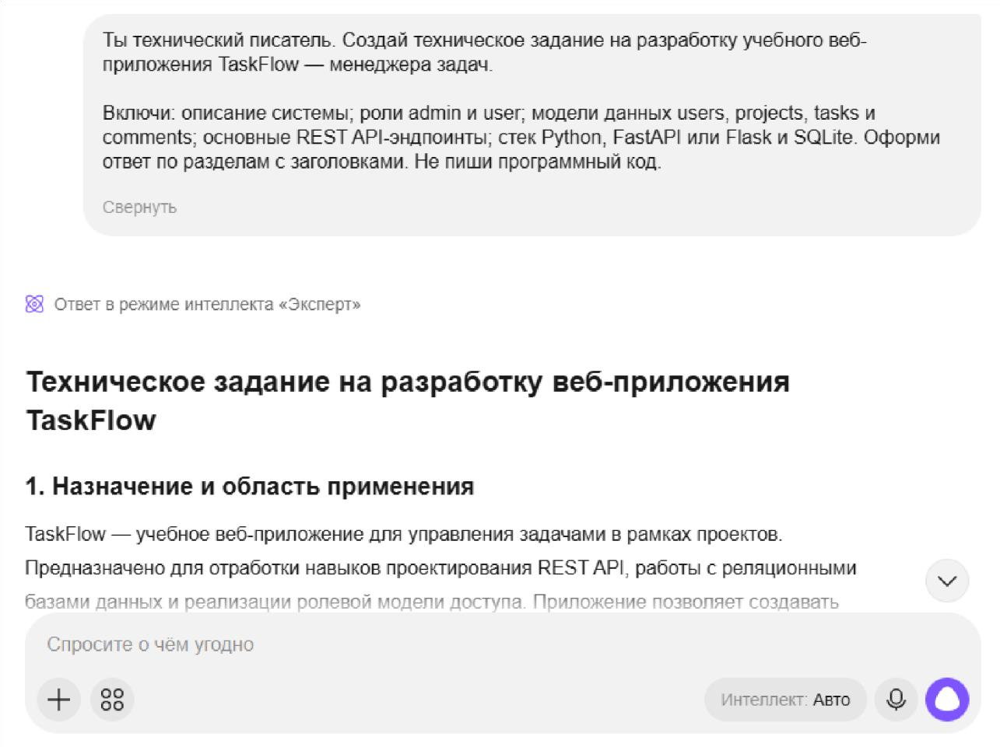 Ты технический писатель. Создай техническое задание на разработку учебного веб-
приложения TaskFlow — менеджера задач.
Включи: описание системы; роли admin и user; модели данных users, projects, tasks и
comments; основные REST API-эндпоинты; стек Python, FastAPI или Flask и SQLite. Оформи
ответ по разделам с заголовками. Не пиши программный код.
Свернуть
Ответ в режиме интеллекта «Эксперт»
Техническое задание на разработку веб-приложения
TaskFlow
1. Назначение и область применения
TaskFlow — учебное веб-приложение для управления задачами в рамках проектов.
Предназначено для отработки навыков проектирования REST API, работы с реляционными
базами данных и реализации ролевой модели доступа. Приложение позволяет создавать
Спросите о чём угодно
Интеллект: Авто